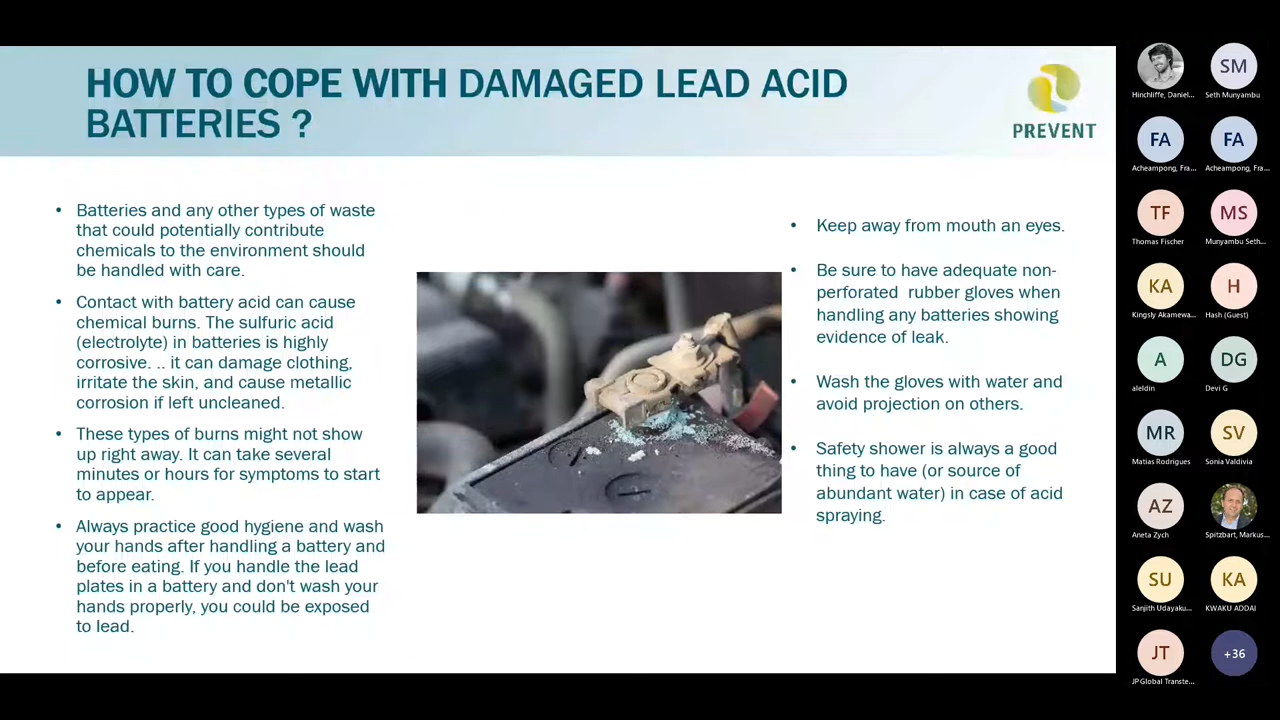 HOW TO COPE WITH DAMAGED LEAD ACID
BATTERIES ?
PREVENT
• Batteries and any other types of waste
that could potentially contribute
chemicals to the environment should
be handled with care.
• Contact with battery acid can cause
chemical burns. The sulfuric acid
(electrolyte) in batteries is highly
corrosive. .. it can damage clothing,
irritate the skin, and cause metallic
corrosion if left uncleaned.
• These types of burns might not show
up right away. It can take several
minutes or hours for symptoms to start
to appear.
• Always practice good hygiene and wash
your hands after handling a battery and
before eating. If you handle the lead
plates in a battery and don't wash your
hands properly, you could be exposed
to lead.
• Keep away from mouth an eyes.
• Be sure to have adequate non-
perforated  rubber gloves when
handling any batteries showing
evidence of leak.
• Wash the gloves with water and
avoid projection on others.
• Safety shower is always a good
thing to have (or source of
abundant water) in case of acid
spraying.
Hinchliffe, Daniel...
SM
Seth Munyambu
FA
Acheampong, Fra...
FA
Acheampong, Fra...
TF
Thomas Fischer
MS
Munyambu Seth...
KA
Kingsly Akamewa...
H
Hash (Guest)
A
aleldin
DG
Devi G
MR
Matias Rodrigues
SV
Sonia Valdivia
AZ
Aneta Zych
Spitzbart, Markus...
SU
Sanjith Udayaku...
KA
KWAKU ADDAI
JT
JP Global Transte...
+36